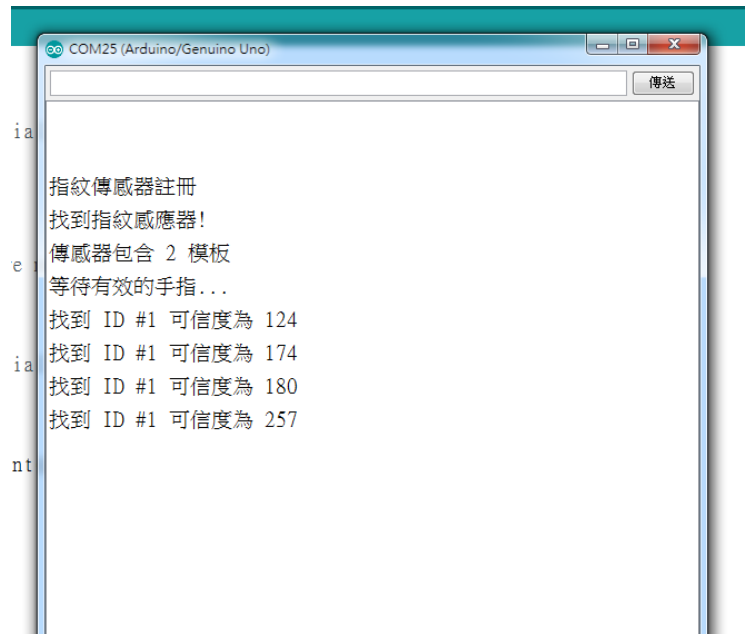 COM25 (Arduino/Genuino Uno)
傳送
ia
指紋傳感器註冊
找到指紋感應器!
傳感器包含 2 模板
等待有效的手指...
找到 ID #1 可信度為 124
找到 ID #1 可信度為 174
ia
找到 ID #1 可信度為 180
找到 ID #1 可信度為 257
nt